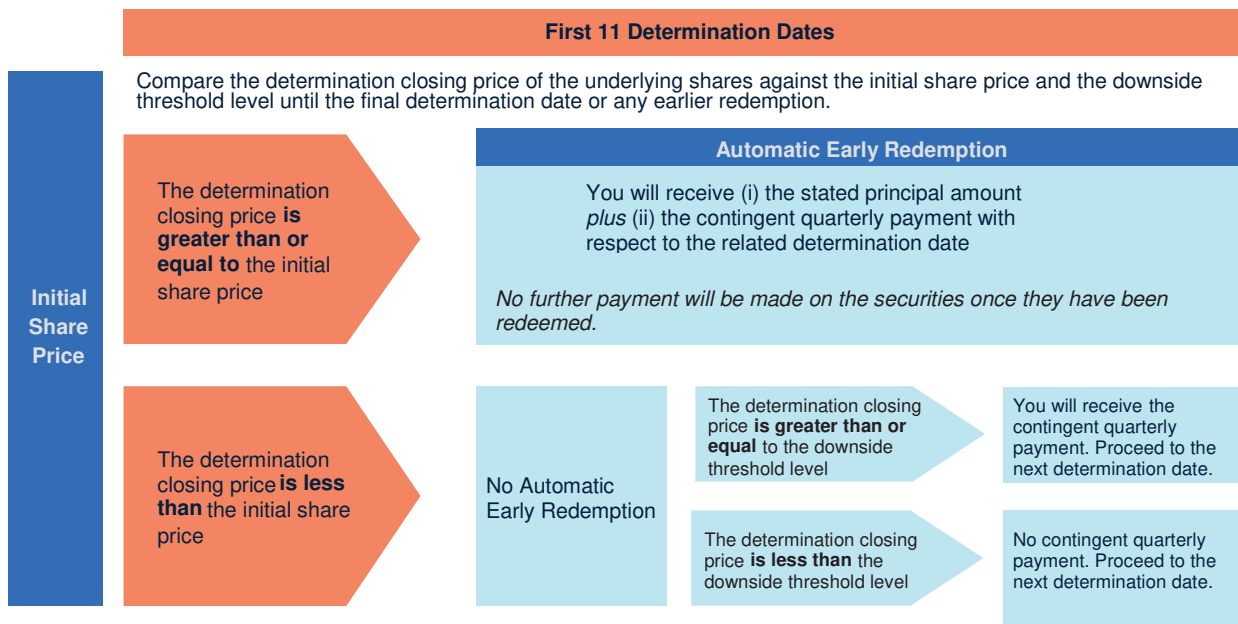 First 11 Determination Dates
Compare the determination closing price of the underlying shares against the initial share price and the downside
threshold level until the final determination date or any earlier redemption.
Initial
Share
Price
The determination
closing price is
greater than or
equal to the initial
share price
Automatic Early Redemption
You will receive (i) the stated principal amount
plus (ii) the contingent quarterly payment with
respect to the related determination date
No further payment will be made on the securities once they have been
redeemed.
The determination
closing price is less
than the initial share
price
No Automatic
Early Redemption
The determination closing
price is greater than or
equal to the downside
threshold level
You will receive the
contingent quarterly
payment. Proceed to the
next determination date.
The determination closing
price is less than the
downside threshold level
No contingent quarterly
payment. Proceed to the
next determination date.